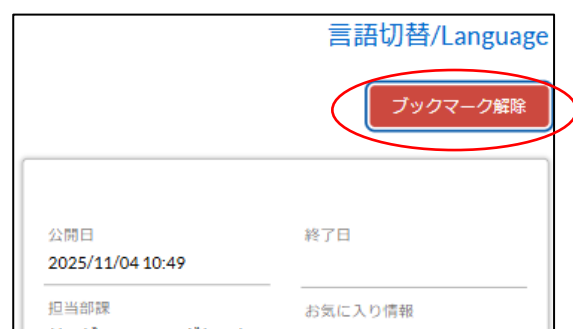 言語切替/Language
ブックマーク解除
公開日
終了日
2025/11/04 10:49
担当部課
お気に入り情報